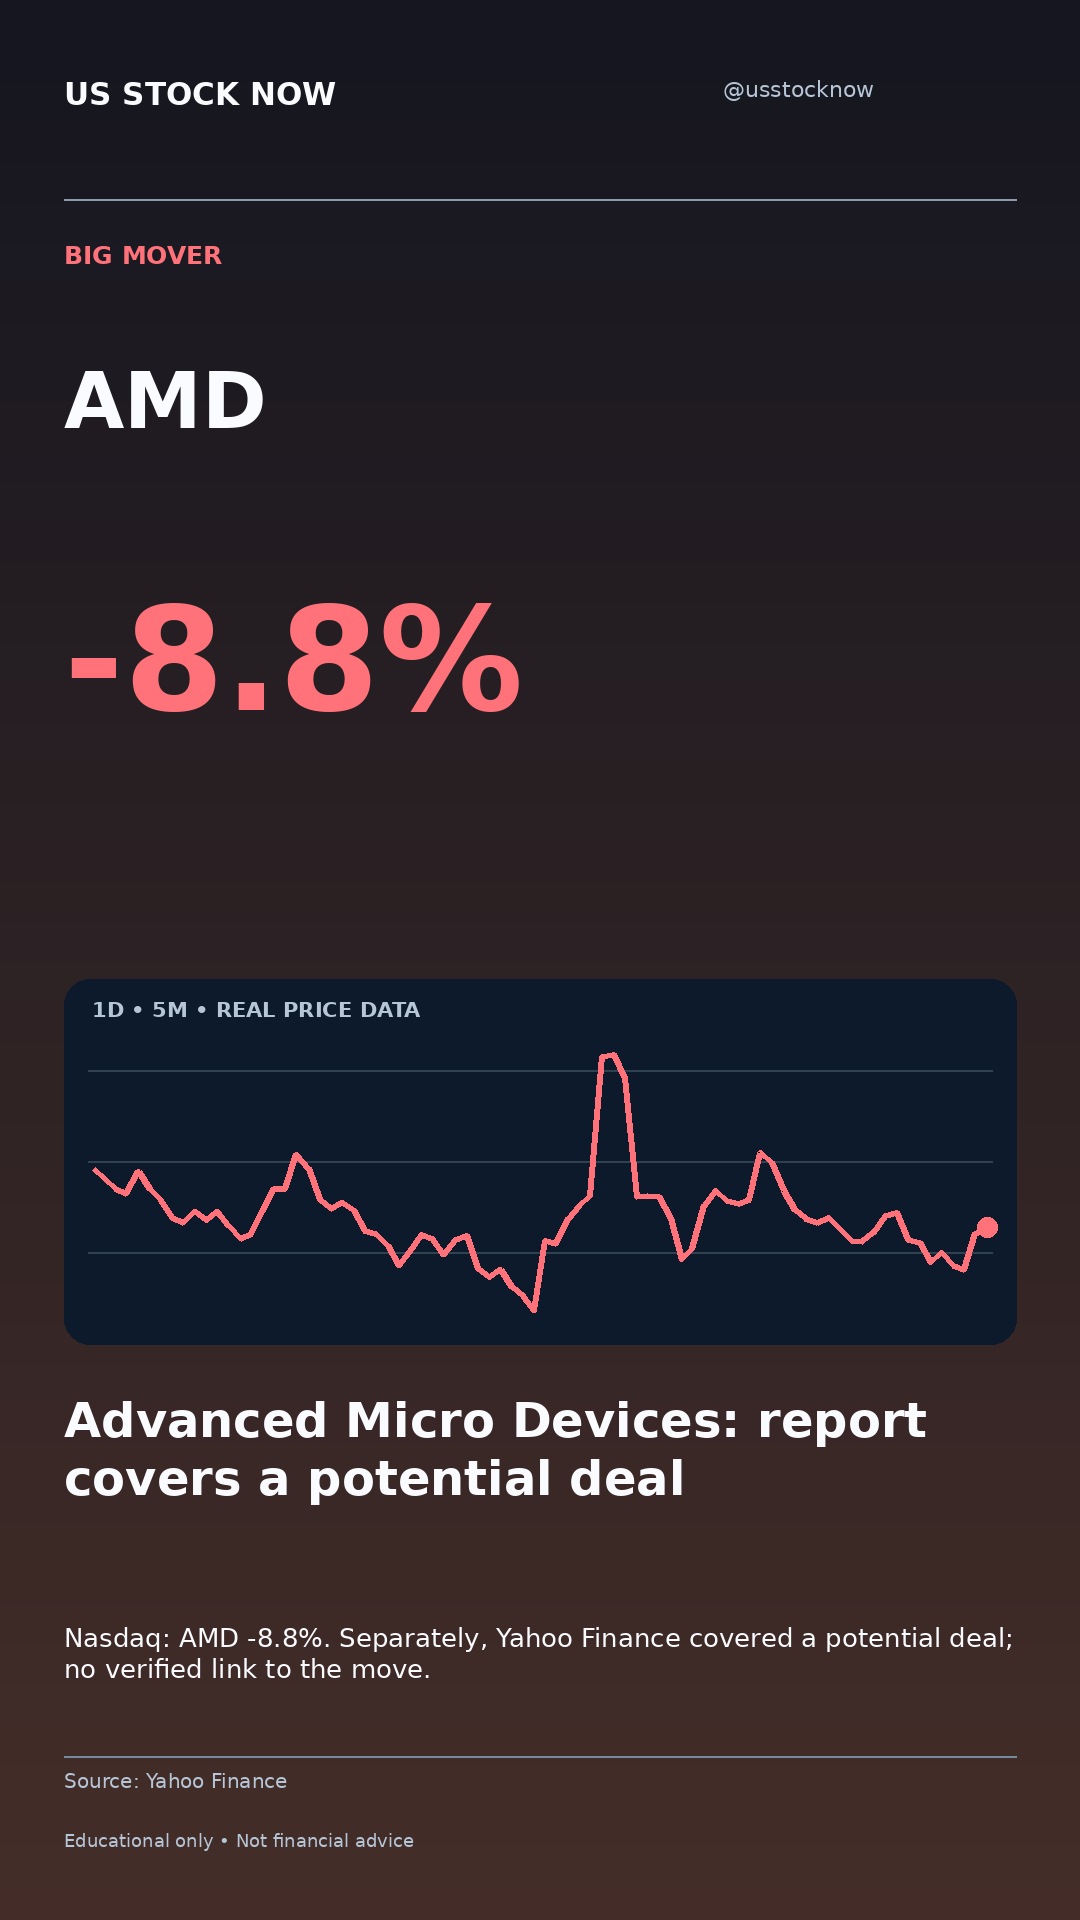 US STOCK NOW
@usstocknow
BIG MOVER
AMD
-8.8%
1D • 5M • REAL PRICE DATA
Advanced Micro Devices: report
covers a potential deal
Nasdaq: AMD -8.8%. Separately, Yahoo Finance covered a potential deal;
no verified link to the move.
Source: Yahoo Finance
Educational only • Not financial advice